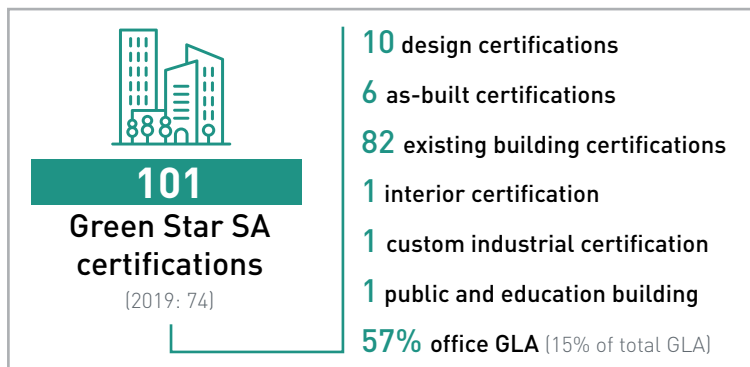 101
Green Star SA
certifications
(2019: 74)
10 design certifications
6 as-built certifications
82 existing building certifications
1 interior certification
1 custom industrial certification
1 public and education building
57% office GLA (15% of total GLA)